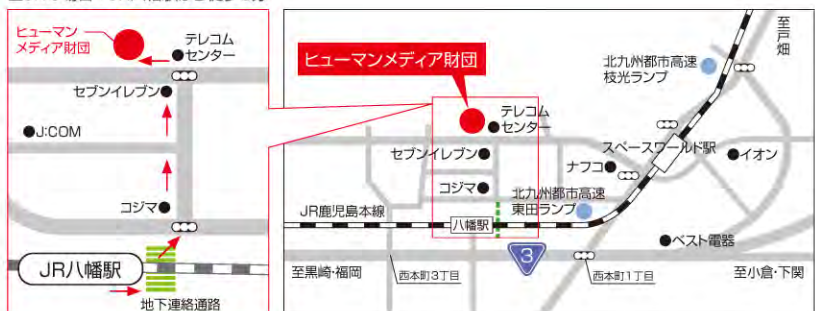 ヒューマン
メディア財団
テレコム
センター
セブンイレブン
J:COM
コジマ
JR八幡駅
地下連絡通路
ヒューマンメディア財団
テレコム
センター
セブンイレブン
コジマ
JR鹿児島本線
八幡駅
北九州都市高速
枝光ランプ
至戸畑
スペースワールド駅
イオン
ナフコ
北九州都市高速
東田ランプ
ベスト電器
3
至黒崎・福岡
西本町3丁目
西本町1丁目
至小倉・下関